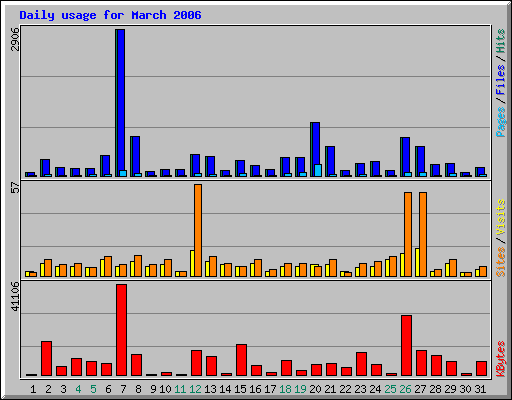 Daily usage for March 2006
2906
Pages / Files / Hits
57
Sites / Visits
41106
KBytes
1 2 3 4 5 6 7 8 9 10 11 12 13 14 15 16 17 18 19 20 21 22 23 24 25 26 27 28 29 30 31